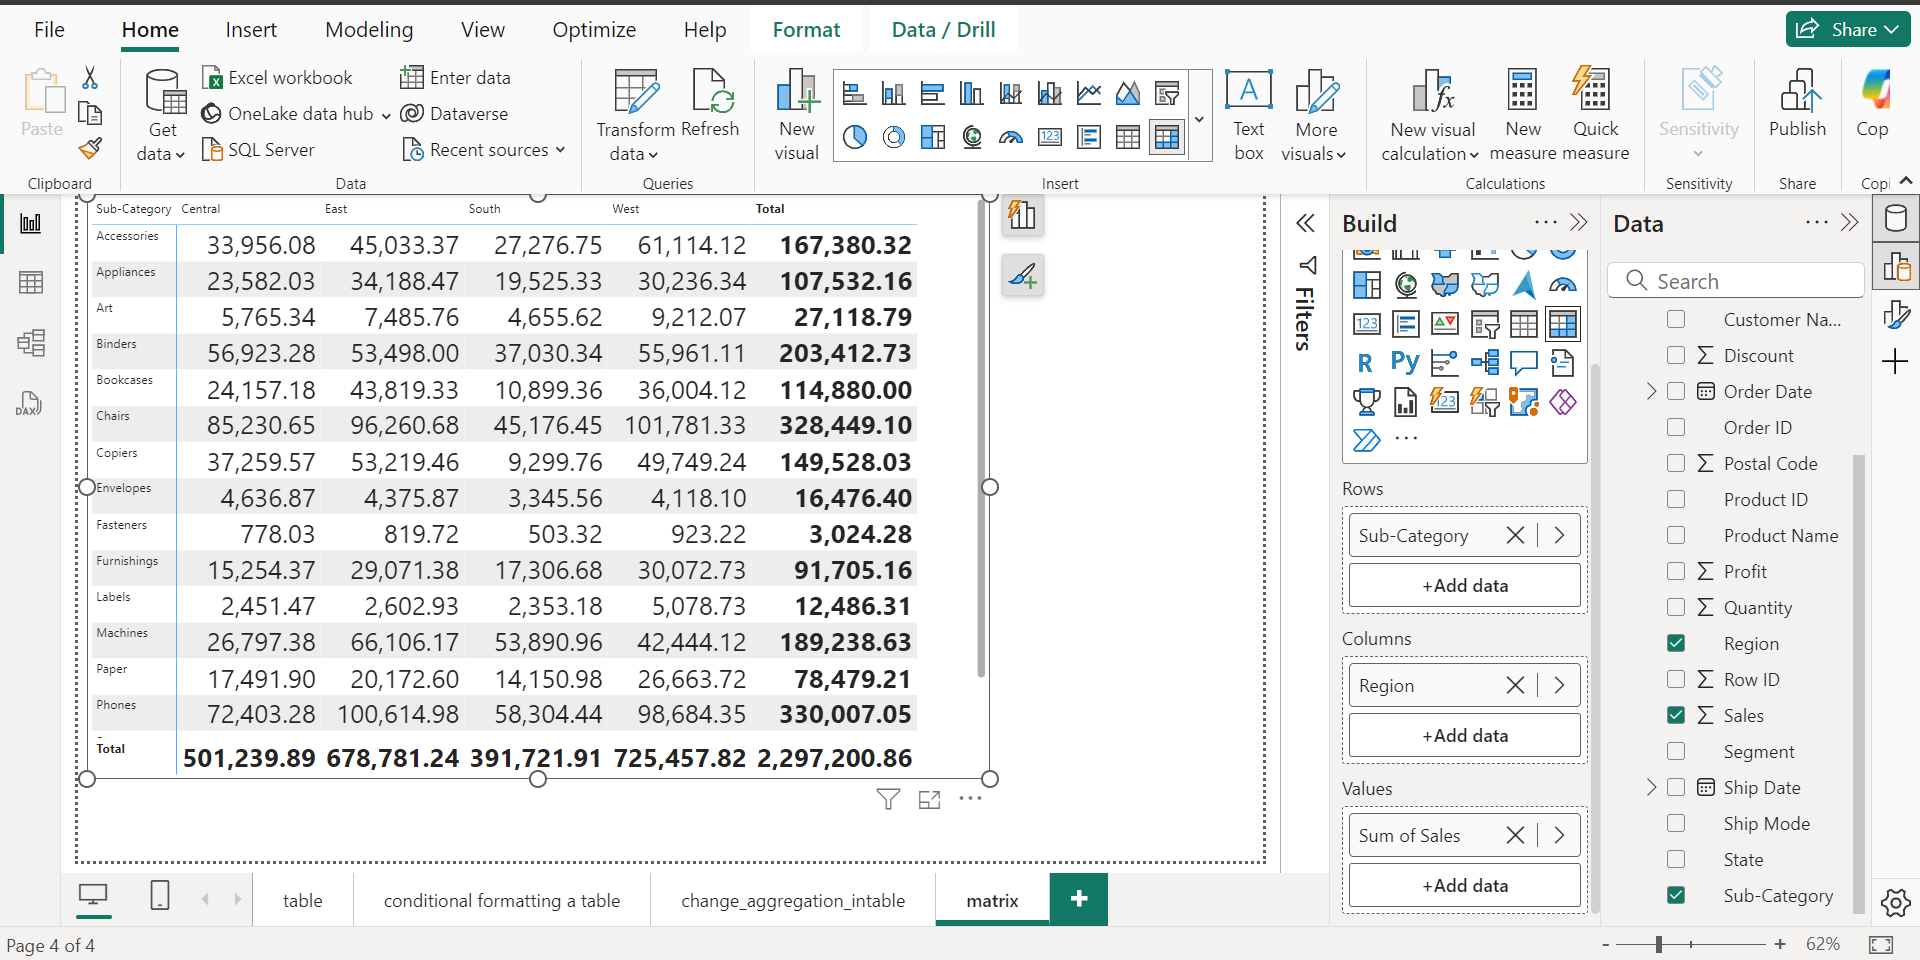 File Home Insert Modeling View Optimize Help Format Data / Drill Share
Paste
Clipboard
Get data
Excel workbook
OneLake data hub
SQL Server
Enter data
Dataverse
Recent sources
Data
Transform data
Refresh
Queries
New visual
123
A
Text box
More visuals
Insert
fx
New visual calculation
New measure
Quick measure
Calculations
Sensitivity
Sensitivity
Publish
Share
Cop
Copi
DAX
Sub-Category Central East South West Total
Accessories 33,956.08 45,033.37 27,276.75 61,114.12 167,380.32
Appliances 23,582.03 34,188.47 19,525.33 30,236.34 107,532.16
Art 5,765.34 7,485.76 4,655.62 9,212.07 27,118.79
Binders 56,923.28 53,498.00 37,030.34 55,961.11 203,412.73
Bookcases 24,157.18 43,819.33 10,899.36 36,004.12 114,880.00
Chairs 85,230.65 96,260.68 45,176.45 101,781.33 328,449.10
Copiers 37,259.57 53,219.46 9,299.76 49,749.24 149,528.03
Envelopes 4,636.87 4,375.87 3,345.56 4,118.10 16,476.40
Fasteners 778.03 819.72 503.32 923.22 3,024.28
Furnishings 15,254.37 29,071.38 17,306.68 30,072.73 91,705.16
Labels 2,451.47 2,602.93 2,353.18 5,078.73 12,486.31
Machines 26,797.38 66,106.17 53,890.96 42,444.12 189,238.63
Paper 17,491.90 20,172.60 14,150.98 26,663.72 78,479.21
Phones 72,403.28 100,614.98 58,304.44 98,684.35 330,007.05
Total 501,239.89 678,781.24 391,721.91 725,457.82 2,297,200.86
Filters
Build
123
R Py
123
Rows
Sub-Category
+Add data
Columns
Region
+Add data
Values
Sum of Sales
+Add data
Data
Search
Customer Na...
Σ Discount
Order Date
Order ID
Σ Postal Code
Product ID
Product Name
Σ Profit
Σ Quantity
Region
Σ Row ID
Σ Sales
Segment
Ship Date
Ship Mode
State
Sub-Category
table
conditional formatting a table
change_aggregation_intable
matrix
+
Page 4 of 4
- + 62%